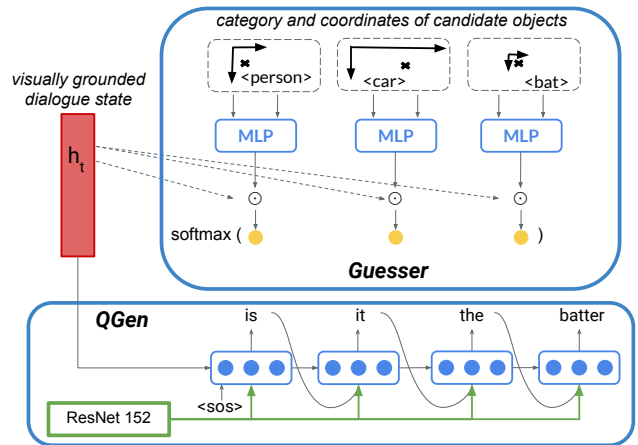 category and coordinates of candidate objects
visually grounded
dialogue state
<person>
<car>
<bat>
MLP
MLP
MLP
h_t
softmax (
)
Guesser
QGen
is
it
the
batter
<sos>
ResNet 152